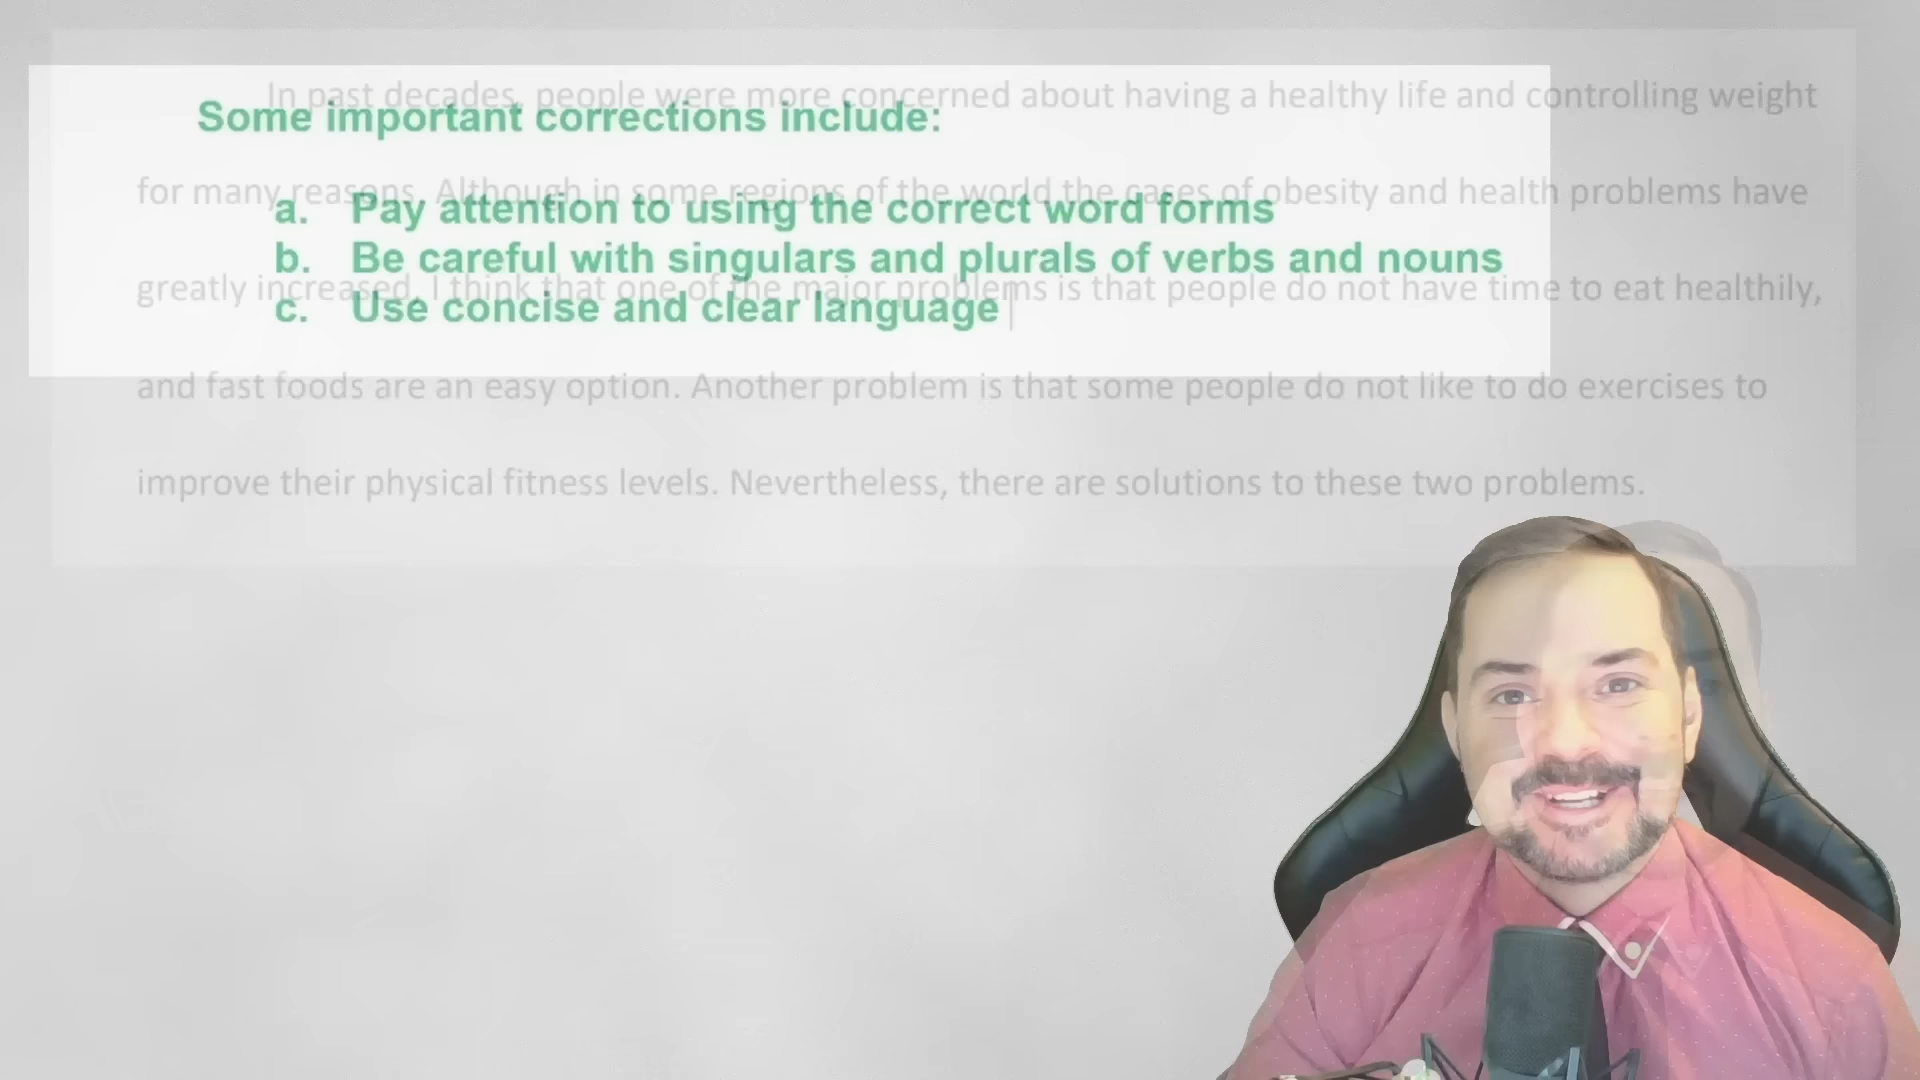 Some important corrections include:
a. Pay attention to using the correct word forms
b. Be careful with singulars and plurals of verbs and nouns
c. Use concise and clear language
In past decades, people were more concerned about having a healthy life and controlling weight
for many reasons. Although in some regions of the world the cases of obesity and health problems have
greatly increased, I think that one of the major problems is that people do not have time to eat healthily,
and fast foods are an easy option. Another problem is that some people do not like to do exercises to
improve their physical fitness levels. Nevertheless, there are solutions to these two problems.